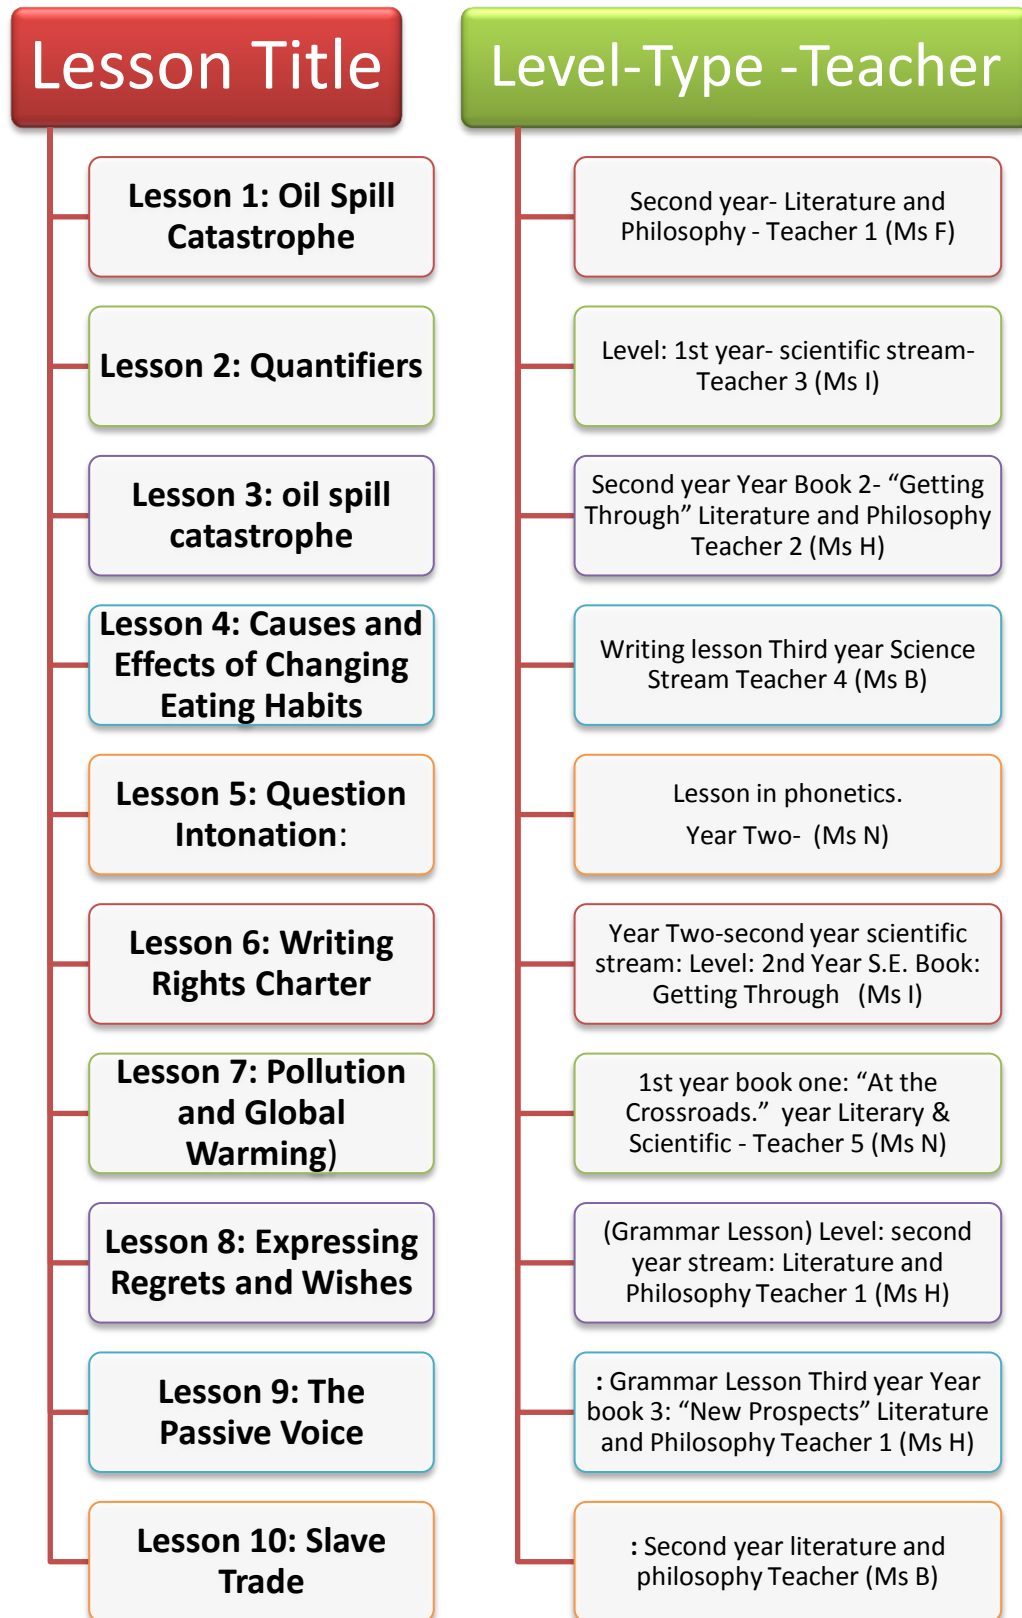 Lesson Title
Level-Type -Teacher
Lesson 1: Oil Spill
Catastrophe
Second year- Literature and
Philosophy - Teacher 1 (Ms F)
Lesson 2: Quantifiers
Level: 1st year- scientific stream-
Teacher 3 (Ms I)
Lesson 3: oil spill
catastrophe
Second year Year Book 2- “Getting
Through” Literature and Philosophy
Teacher 2 (Ms H)
Lesson 4: Causes and
Effects of Changing
Eating Habits
Writing lesson Third year Science
Stream Teacher 4 (Ms B)
Lesson 5: Question
Intonation:
Lesson in phonetics.
Year Two-  (Ms N)
Lesson 6: Writing
Rights Charter
Year Two-second year scientific
stream: Level: 2nd Year S.E. Book:
Getting Through   (Ms I)
Lesson 7: Pollution
and Global
Warming)
1st year book one: “At the
Crossroads.”  year Literary &
Scientific - Teacher 5 (Ms N)
Lesson 8: Expressing
Regrets and Wishes
(Grammar Lesson) Level: second
year stream: Literature and
Philosophy Teacher 1 (Ms H)
Lesson 9: The
Passive Voice
: Grammar Lesson Third year Year
book 3: “New Prospects” Literature
and Philosophy Teacher 1 (Ms H)
Lesson 10: Slave
Trade
: Second year literature and
philosophy Teacher (Ms B)